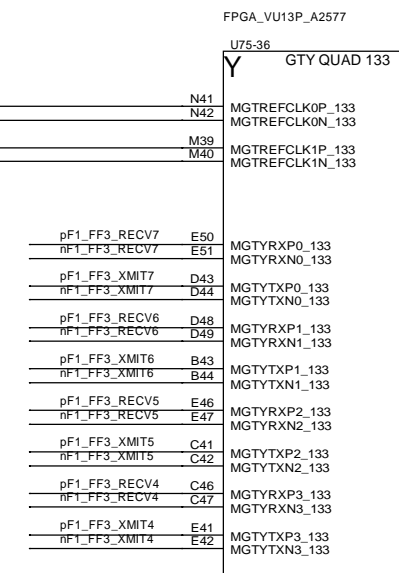 FPGA_VU13P_A2577
U75-36
Y GTY QUAD 133
N41 MGTREFCLK0P_133
N42 MGTREFCLK0N_133
M39 MGTREFCLK1P_133
M40 MGTREFCLK1N_133
pF1_FF3_RECV7 E50 MGTYRXP0_133
nF1_FF3_RECV7 E51 MGTYRXN0_133
pF1_FF3_XMIT7 D43 MGTYTXP0_133
nF1_FF3_XMIT7 D44 MGTYTXN0_133
pF1_FF3_RECV6 D48 MGTYRXP1_133
nF1_FF3_RECV6 D49 MGTYRXN1_133
pF1_FF3_XMIT6 B43 MGTYTXP1_133
nF1_FF3_XMIT6 B44 MGTYTXN1_133
pF1_FF3_RECV5 E46 MGTYRXP2_133
nF1_FF3_RECV5 E47 MGTYRXN2_133
pF1_FF3_XMIT5 C41 MGTYTXP2_133
nF1_FF3_XMIT5 C42 MGTYTXN2_133
pF1_FF3_RECV4 C46 MGTYRXP3_133
nF1_FF3_RECV4 C47 MGTYRXN3_133
pF1_FF3_XMIT4 E41 MGTYTXP3_133
nF1_FF3_XMIT4 E42 MGTYTXN3_133